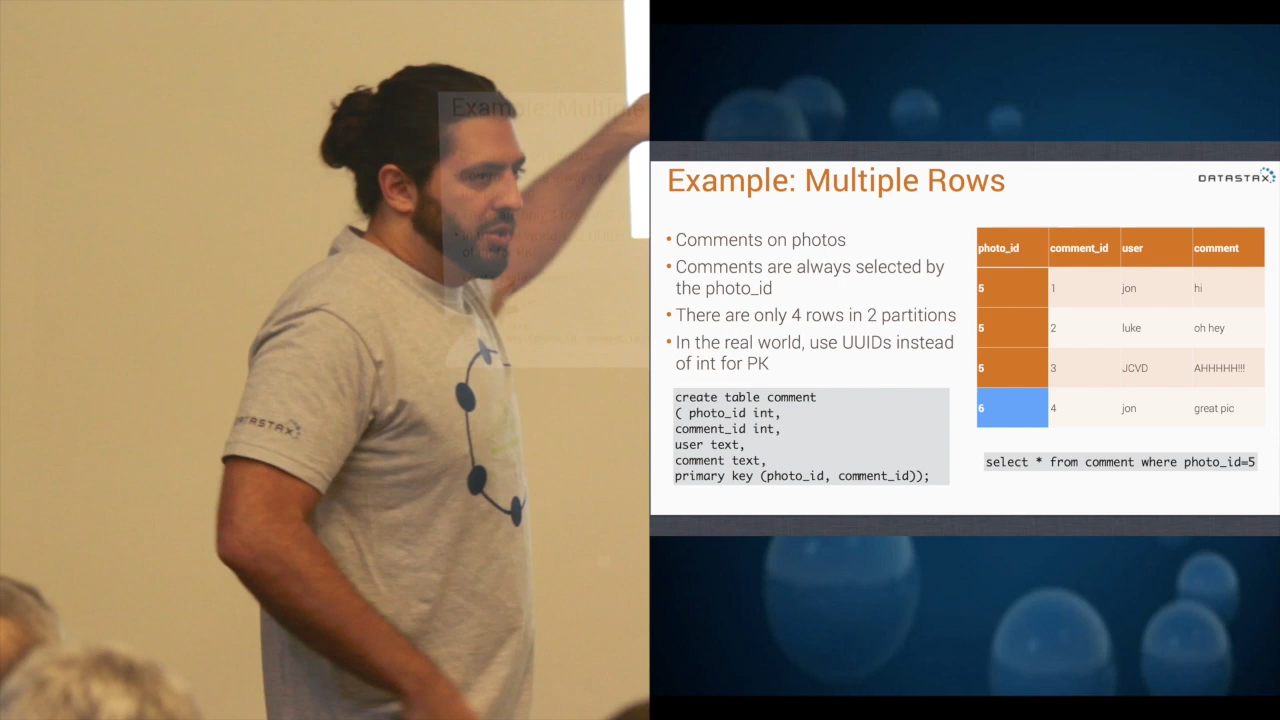 Example: Multiple
DATASTAX
Example: Multiple Rows
DATASTAX
• Comments on photos
• Comments are always selected by
the photo_id
• There are only 4 rows in 2 partitions
• In the real world, use UUIDs instead
of int for PK
create table comment
( photo_id int,
comment_id int,
user text,
comment text,
primary key (photo_id, comment_id));
photo_id comment_id user comment
5 1 jon hi
5 2 luke oh hey
5 3 JCVD AHHHHH!!!
6 4 jon great pic
select * from comment where photo_id=5